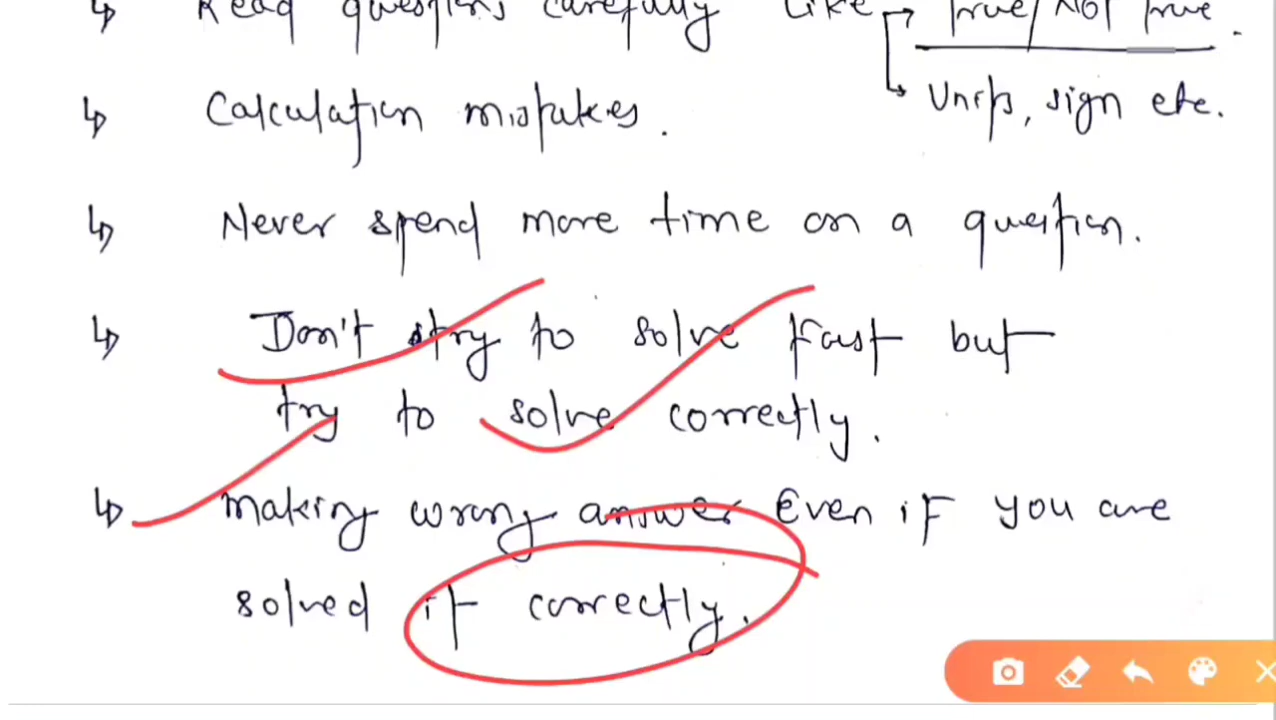 ↳ Read questions carefully like → True/Not True.
↳ Units, sign etc.
↳ Calculation mistakes.
↳ Never spend more time on a question.
↳ Don't try to solve Fast but
try to solve correctly.
↳ Making wrong answer Even if you are
solved it correctly.